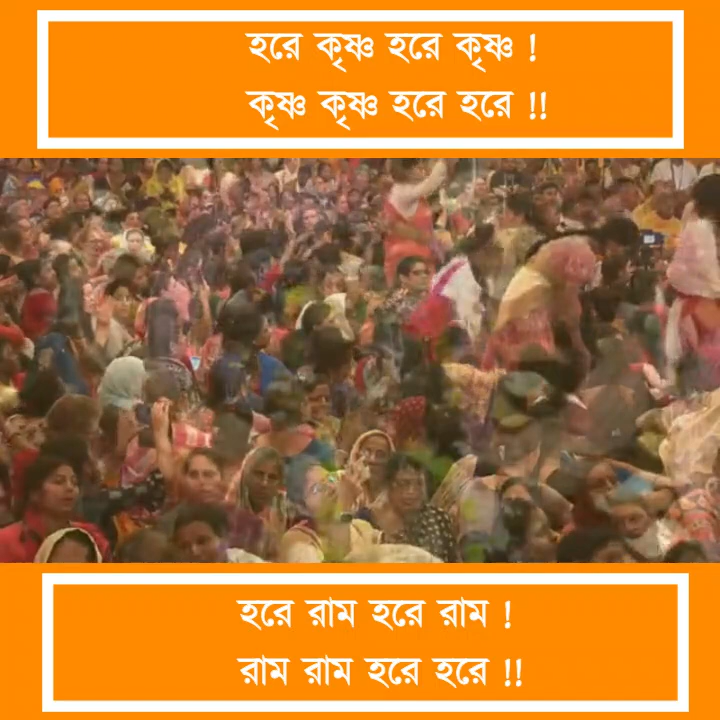 হরে কৃষ্ণ হরে কৃষ্ণ !
কৃষ্ণ কৃষ্ণ হরে হরে !!
হরে রাম হরে রাম !
রাম রাম হরে হরে !!